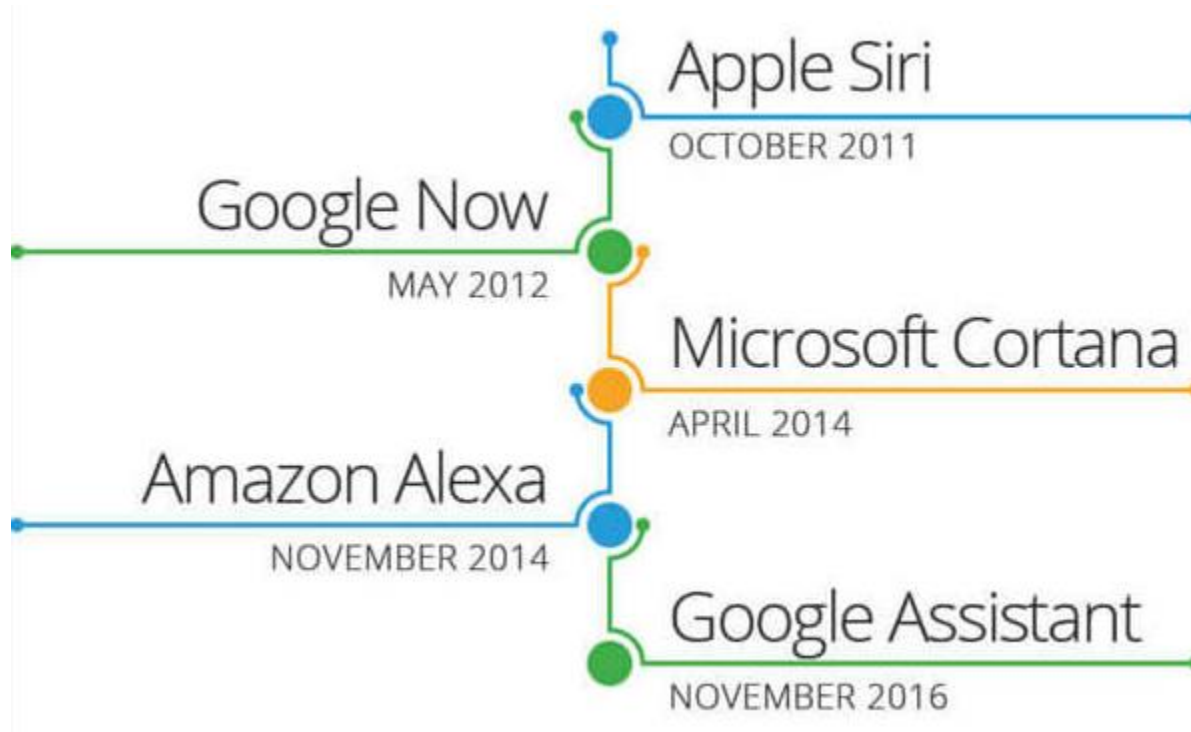 Apple Siri
OCTOBER 2011
Google Now
MAY 2012
Microsoft Cortana
APRIL 2014
Amazon Alexa
NOVEMBER 2014
Google Assistant
NOVEMBER 2016